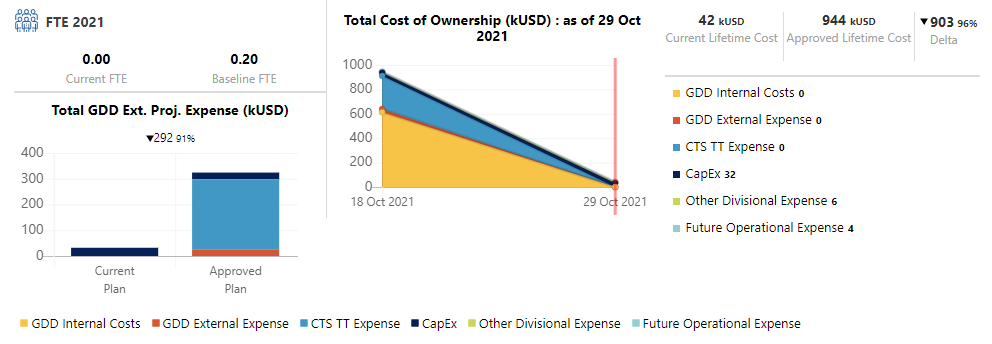 FTE 2021
0.00
Current FTE
0.20
Baseline FTE
Total GDD Ext. Proj. Expense (kUSD)
▼292 91%
400
300
200
100
0
Current
Plan
Approved
Plan
Total Cost of Ownership (kUSD) : as of 29 Oct
2021
1000
800
600
400
200
0
18 Oct 2021
29 Oct 2021
42 kUSD
Current Lifetime Cost
944 kUSD
Approved Lifetime Cost
▼903 96%
Delta
GDD Internal Costs 0
GDD External Expense 0
CTS TT Expense 0
CapEx 32
Other Divisional Expense 6
Future Operational Expense 4
GDD Internal Costs
GDD External Expense
CTS TT Expense
CapEx
Other Divisional Expense
Future Operational Expense